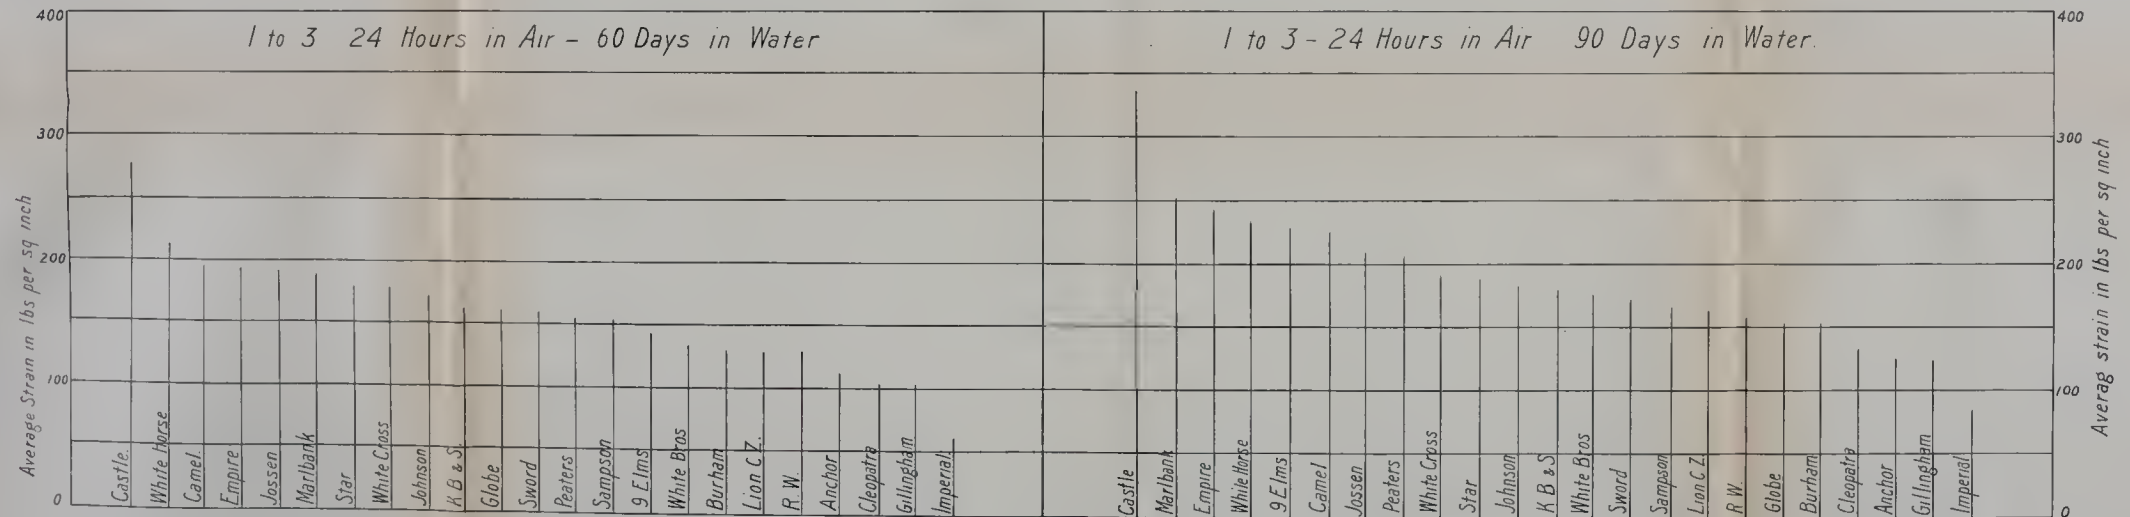 400
1 to 3 24 Hours in Air - 60 Days in Water
1 to 3 - 24 Hours in Air 90 Days in Water.
400
300
300
200
200
100
100
0
0
Average Strain in lbs per sq inch
Castle.
White Horse
Camel.
Empire
Jossen
Marlbank
Star
White Cross
Johnson
K B & S.
Globe
Sword
Peaters
Sampson
9 Elms
White Bros
Burham
Lion C Z.
R. W.
Anchor
Cleopatra
Gillingham
Imperial.
Castle
Marlbank
Empire
White Horse
9 Elms
Camel
Jossen
Peaters
White Cross
Star
Johnson
K B & S
White Bros
Sword
Sampson
Lion C Z
R W.
Globe
Burham
Cleopatra
Anchor
Gillingham
Imperial
Averag strain in lbs per sq inch